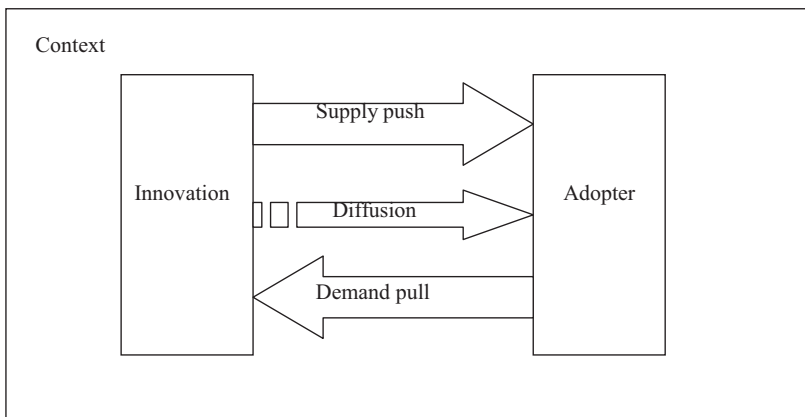 Context
Supply push
Innovation
Adopter
Diffusion
Demand pull